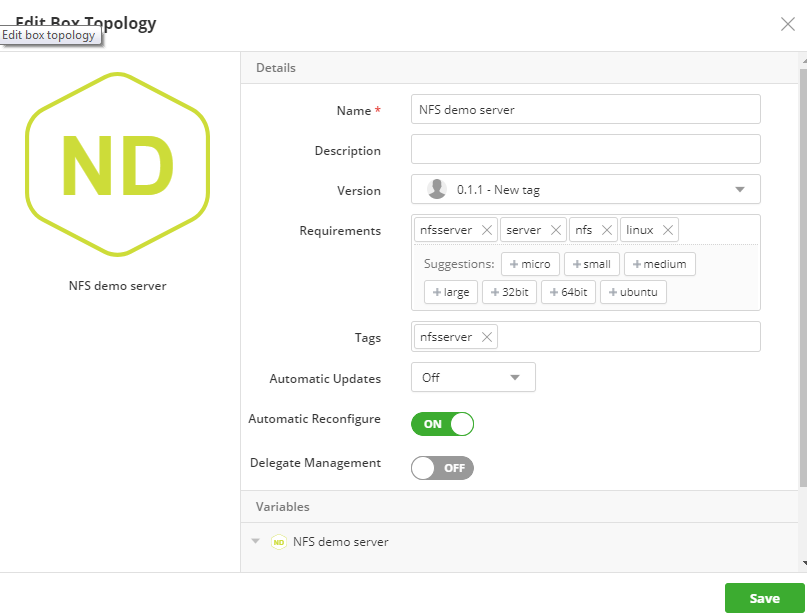 Edit Box Topology
Edit box topology
ND
NFS demo server
Details
Name *
NFS demo server
Description
Version
0.1.1 - New tag
Requirements
nfsserver server nfs linux
Suggestions: + micro + small + medium
+ large + 32bit + 64bit + ubuntu
Tags
nfsserver
Automatic Updates
Off
Automatic Reconfigure
ON
Delegate Management
OFF
Variables
ND NFS demo server
Save